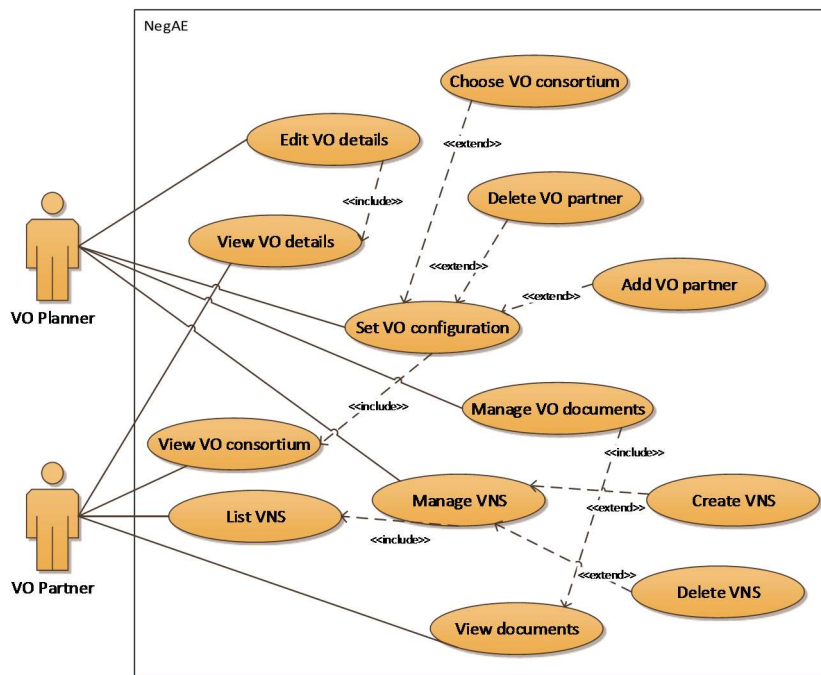 NegAE
Choose VO consortium
Edit VO details
<<extend>>
<<include>>
Delete VO partner
View VO details
<<extend>>
Add VO partner
<<extend>>
VO Planner
Set VO configuration
<<include>>
Manage VO documents
View VO consortium
<<include>>
VO Partner
List VNS
Manage VNS
Create VNS
<<extend>>
<<include>>
<<extend>>
Delete VNS
View documents